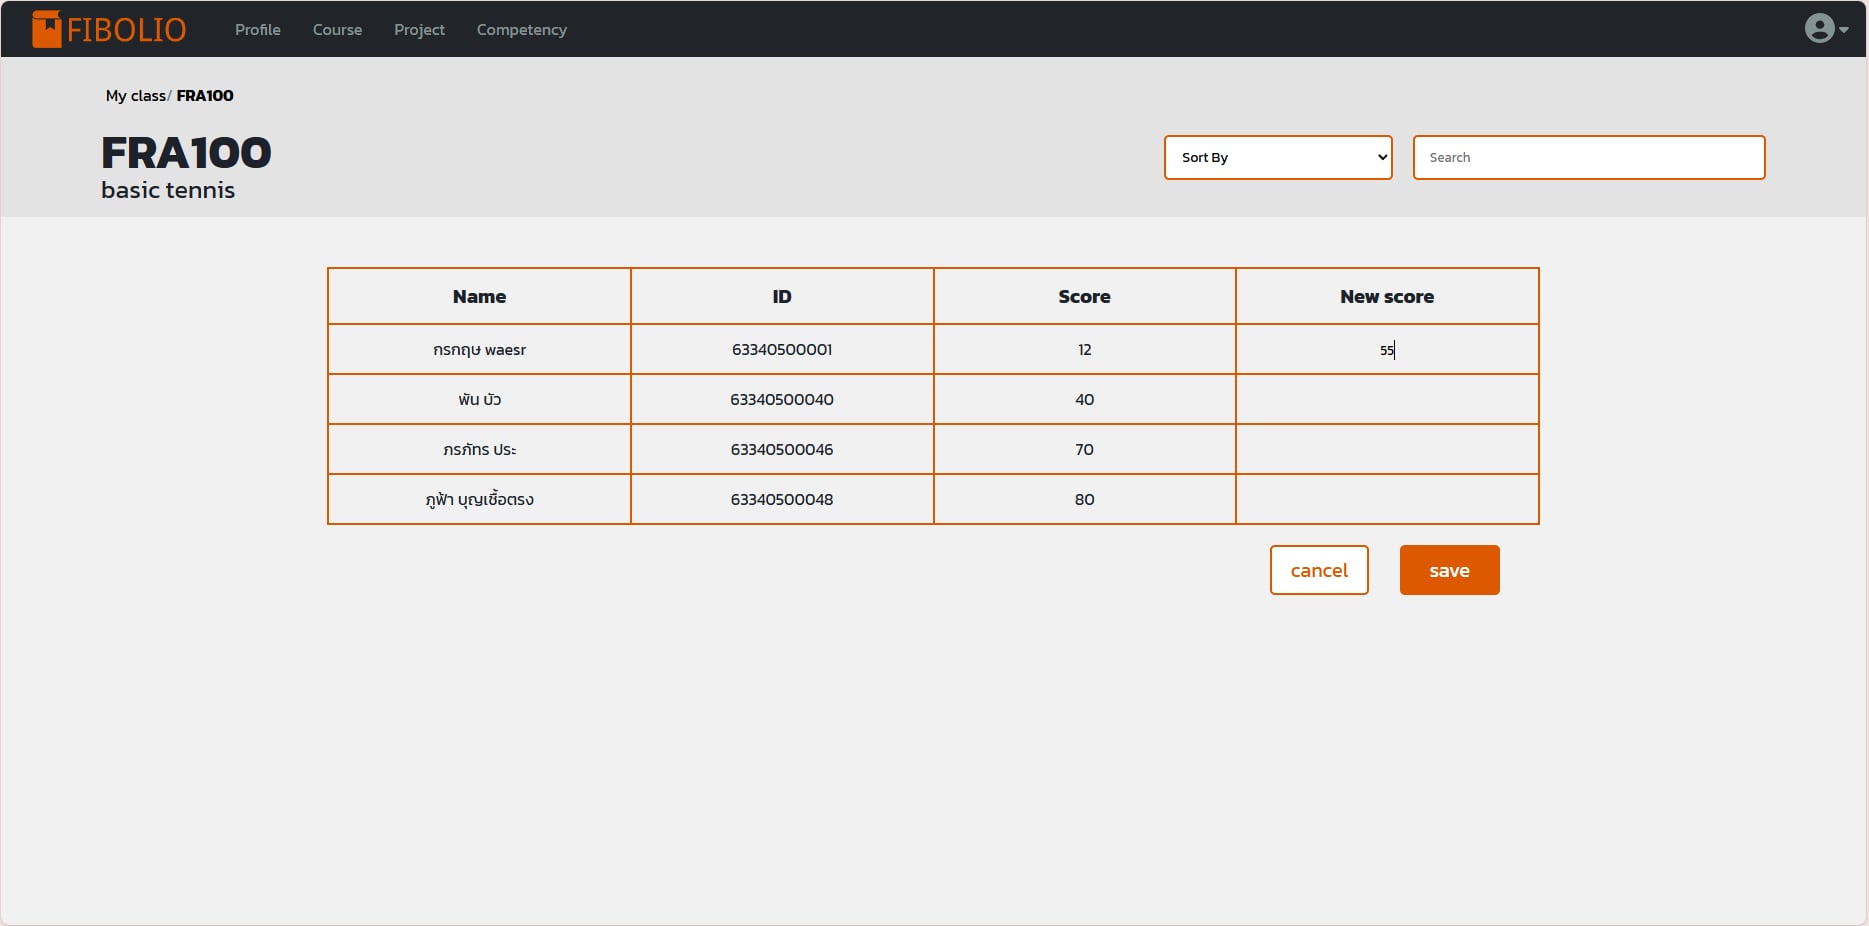 FIBOLIO Profile Course Project Competency
My class/ FRA100
FRA100
basic tennis
Sort By Search
Name ID Score New score
กรกฤษ waesr 63340500001 12 55
พัน บัว 63340500040 40
ภรภัทร ประ 63340500046 70
ภูฟ้า บุญเชื้อตรง 63340500048 80
cancel save